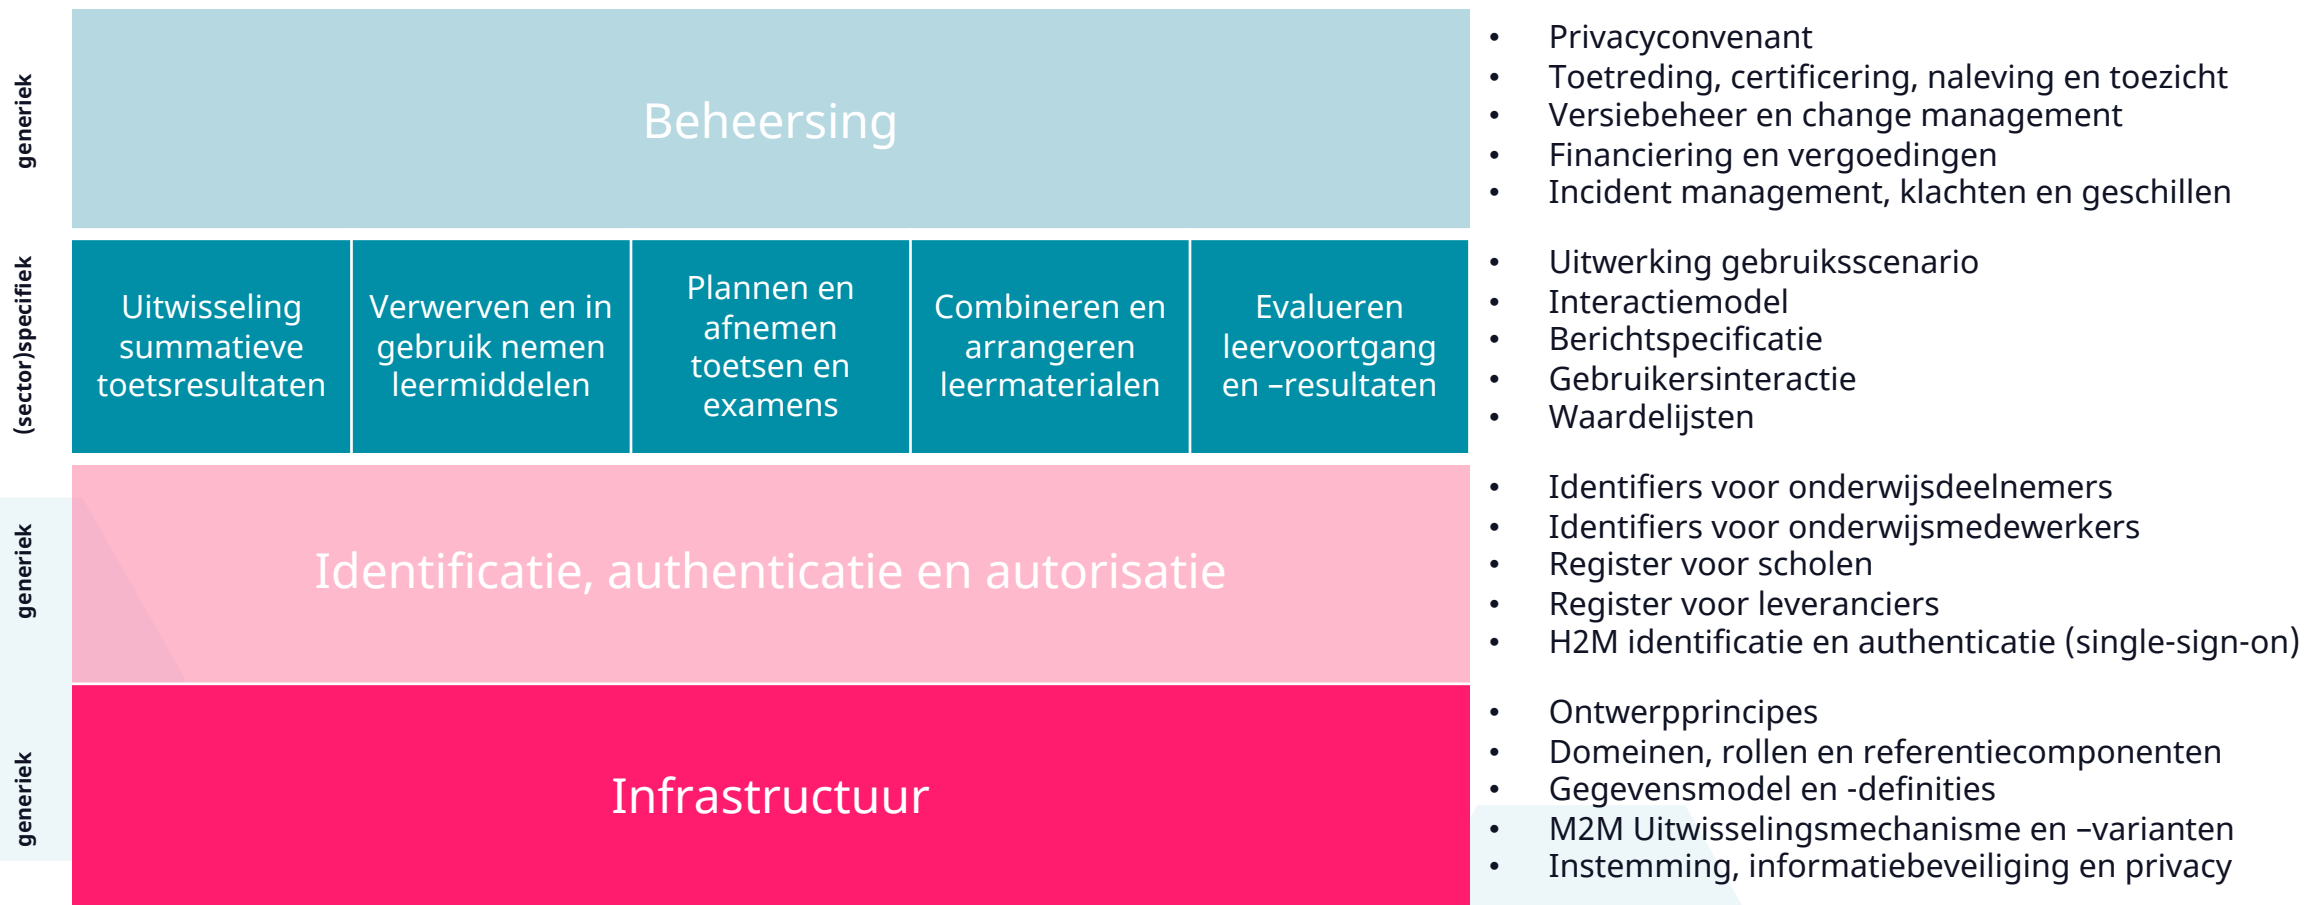 generiek
Beheersing
• Privacyconvenant
• Toetreding, certificering, naleving en toezicht
• Versiebeheer en change management
• Financiering en vergoedingen
• Incident management, klachten en geschillen
(sector)specifiek
Uitwisseling
summatieve
toetsresultaten
Verwerven en in
gebruik nemen
leermiddelen
Plannen en
afnemen
toetsen en
examens
Combineren en
arrangeren
leermaterialen
Evalueren
leervoortgang
en –resultaten
• Uitwerking gebruiksscenario
• Interactiemodel
• Berichtspecificatie
• Gebruikersinteractie
• Waardelijsten
generiek
Identificatie, authenticatie en autorisatie
• Identifiers voor onderwijsdeelnemers
• Identifiers voor onderwijsmedewerkers
• Register voor scholen
• Register voor leveranciers
• H2M identificatie en authenticatie (single-sign-on)
generiek
Infrastructuur
• Ontwerpprincipes
• Domeinen, rollen en referentiecomponenten
• Gegevensmodel en -definities
• M2M Uitwisselingsmechanisme en –varianten
• Instemming, informatiebeveiliging en privacy